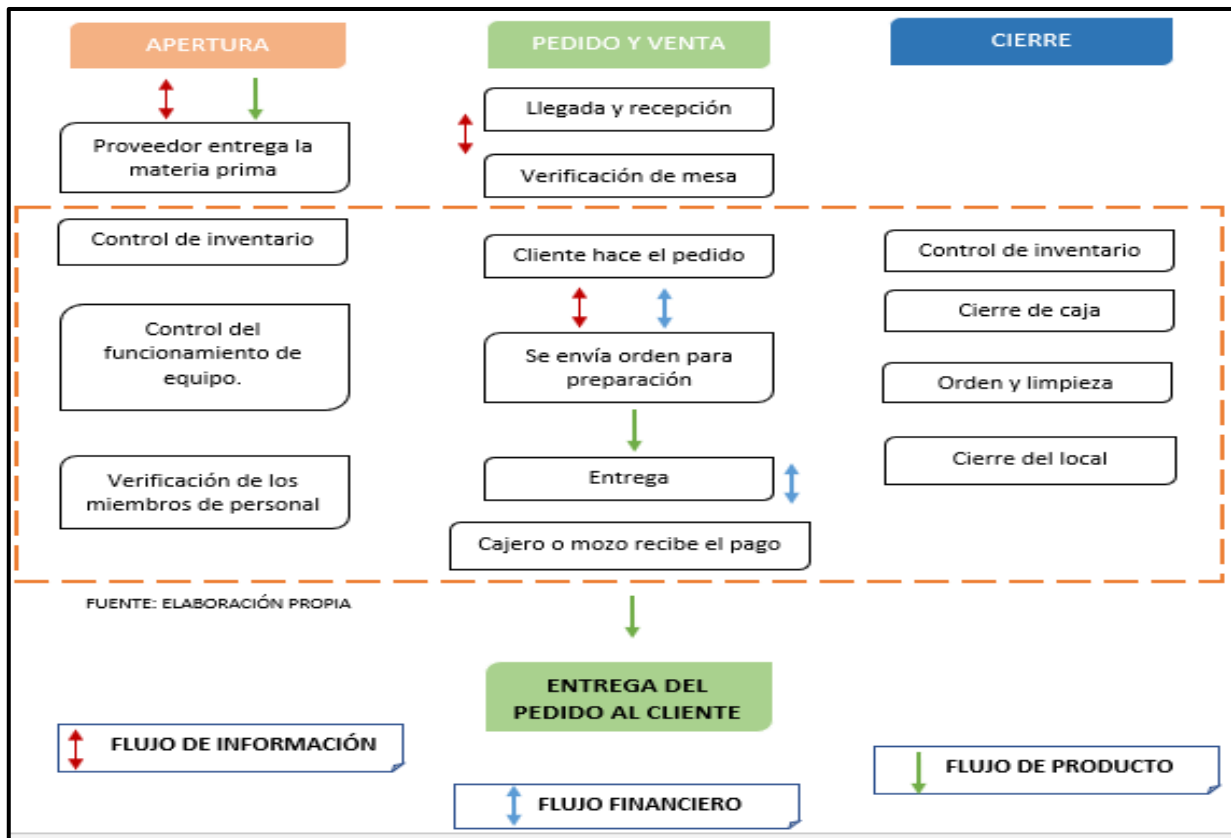 APERTURA
Proveedor entrega la
materia prima
Control de inventario
Control del
funcionamiento de
equipo.
Verificación de los
miembros de personal
PEDIDO Y VENTA
Llegada y recepción
Verificación de mesa
Cliente hace el pedido
Se envía orden para
preparación
Entrega
Cajero o mozo recibe el pago
CIERRE
Control de inventario
Cierre de caja
Orden y limpieza
Cierre del local
FUENTE: ELABORACIÓN PROPIA
ENTREGA DEL
PEDIDO AL CLIENTE
FLUJO DE INFORMACIÓN
FLUJO FINANCIERO
FLUJO DE PRODUCTO